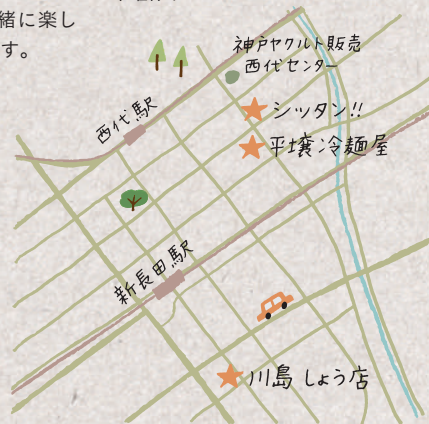 緒に楽し
す。
神戸ヤクルト販売
西代センター
シッタン!!
西代駅
平壌冷麺屋
新長田駅
川島しょう店